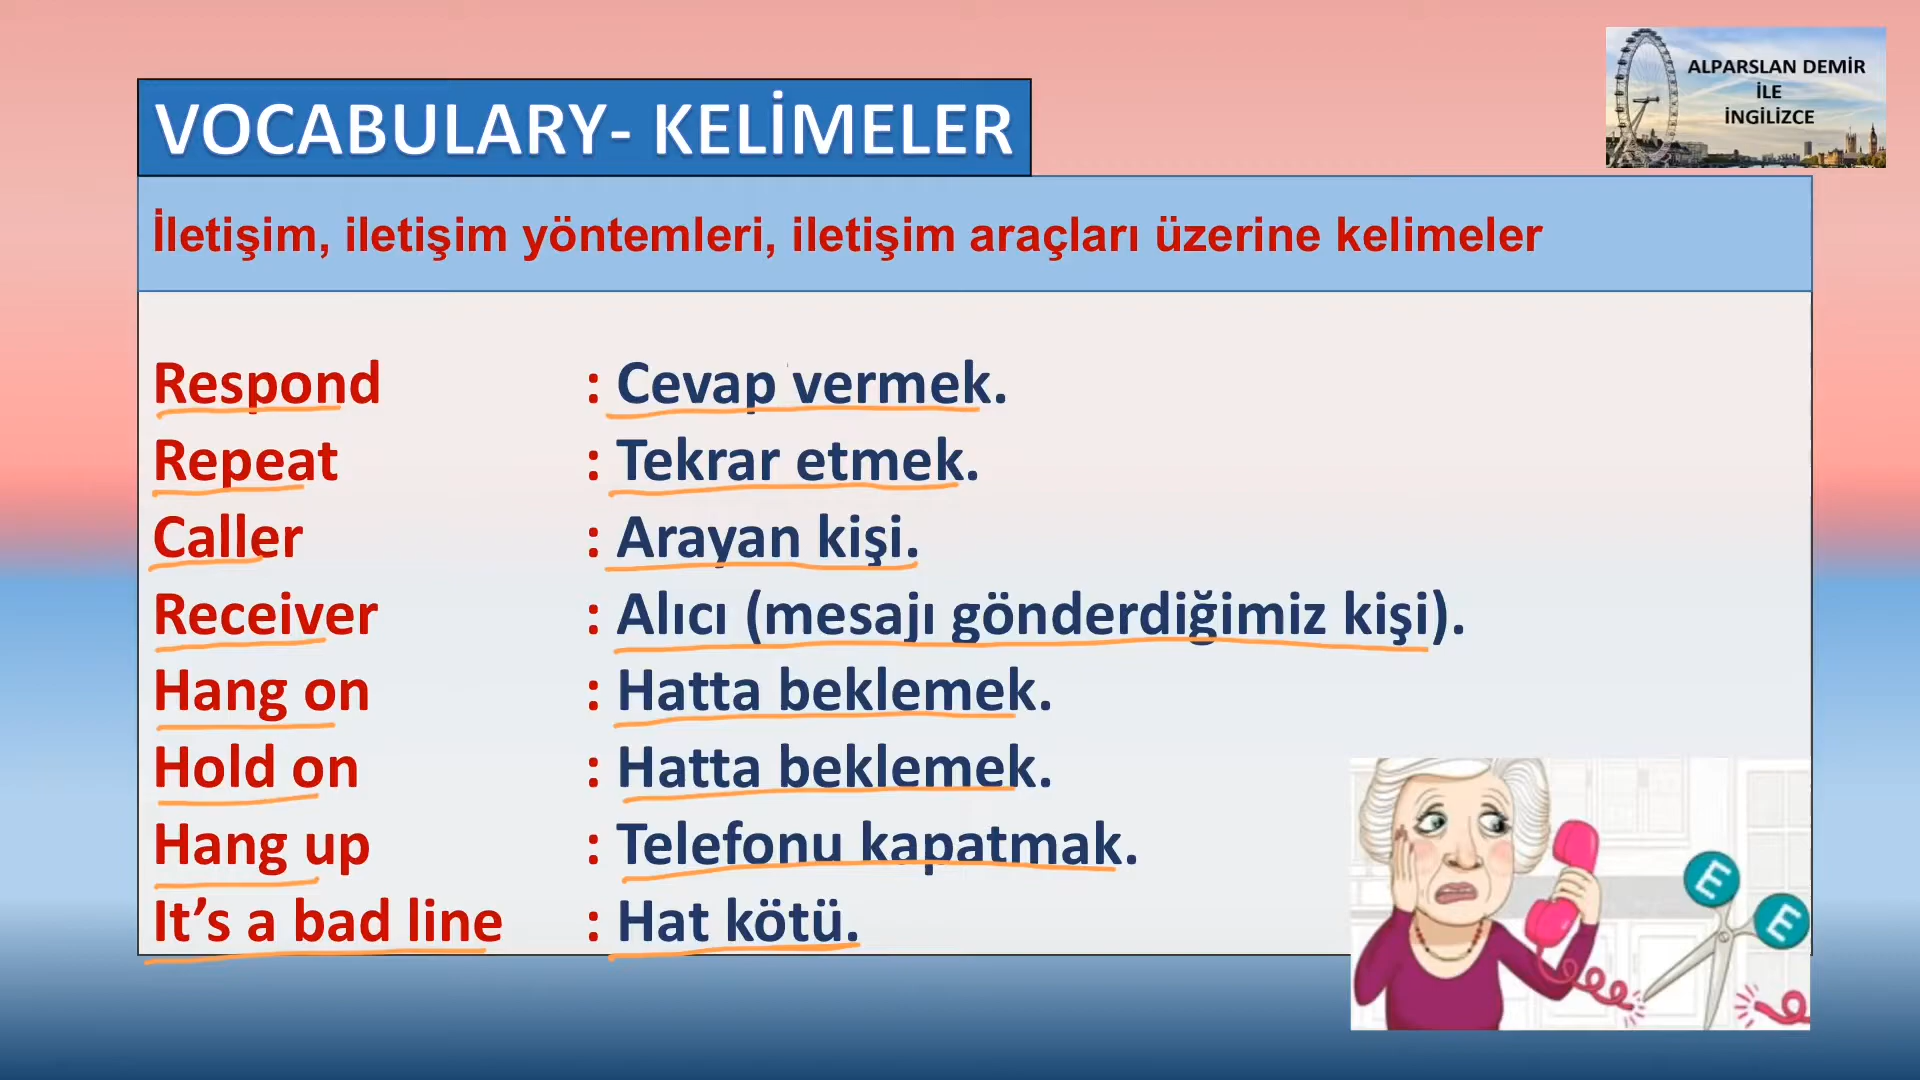 ALPARSLAN DEMİR
İLE
İNGİLİZCE
VOCABULARY- KELİMELER
İletişim, iletişim yöntemleri, iletişim araçları üzerine kelimeler
Respond : Cevap vermek.
Repeat : Tekrar etmek.
Caller : Arayan kişi.
Receiver : Alıcı (mesajı gönderdiğimiz kişi).
Hang on : Hatta beklemek.
Hold on : Hatta beklemek.
Hang up : Telefonu kapatmak.
It's a bad line : Hat kötü.
E
E